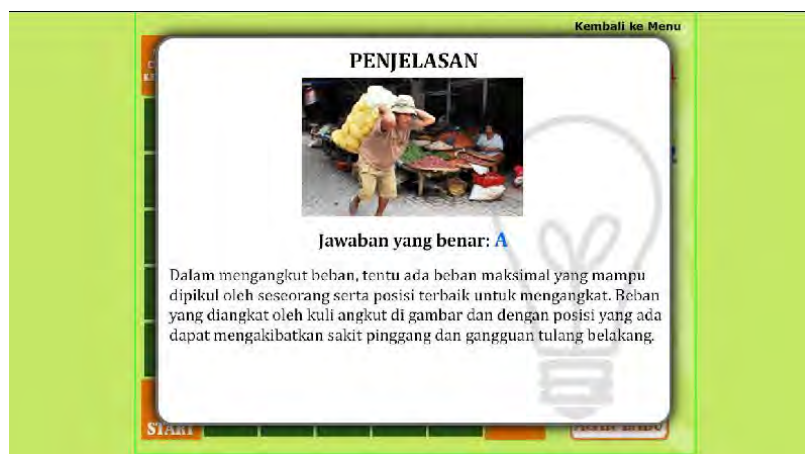 Kembali ke Menu
PENJELASAN
Jawaban yang benar: A
Dalam mengangkut beban, tentu ada beban maksimal yang mampu
dipikul oleh seseorang serta posisi terbaik untuk mengangkat. Beban
yang diangkat oleh kuli angkut di gambar dan dengan posisi yang ada
dapat mengakibatkan sakit pinggang dan gangguan tulang belakang.
START